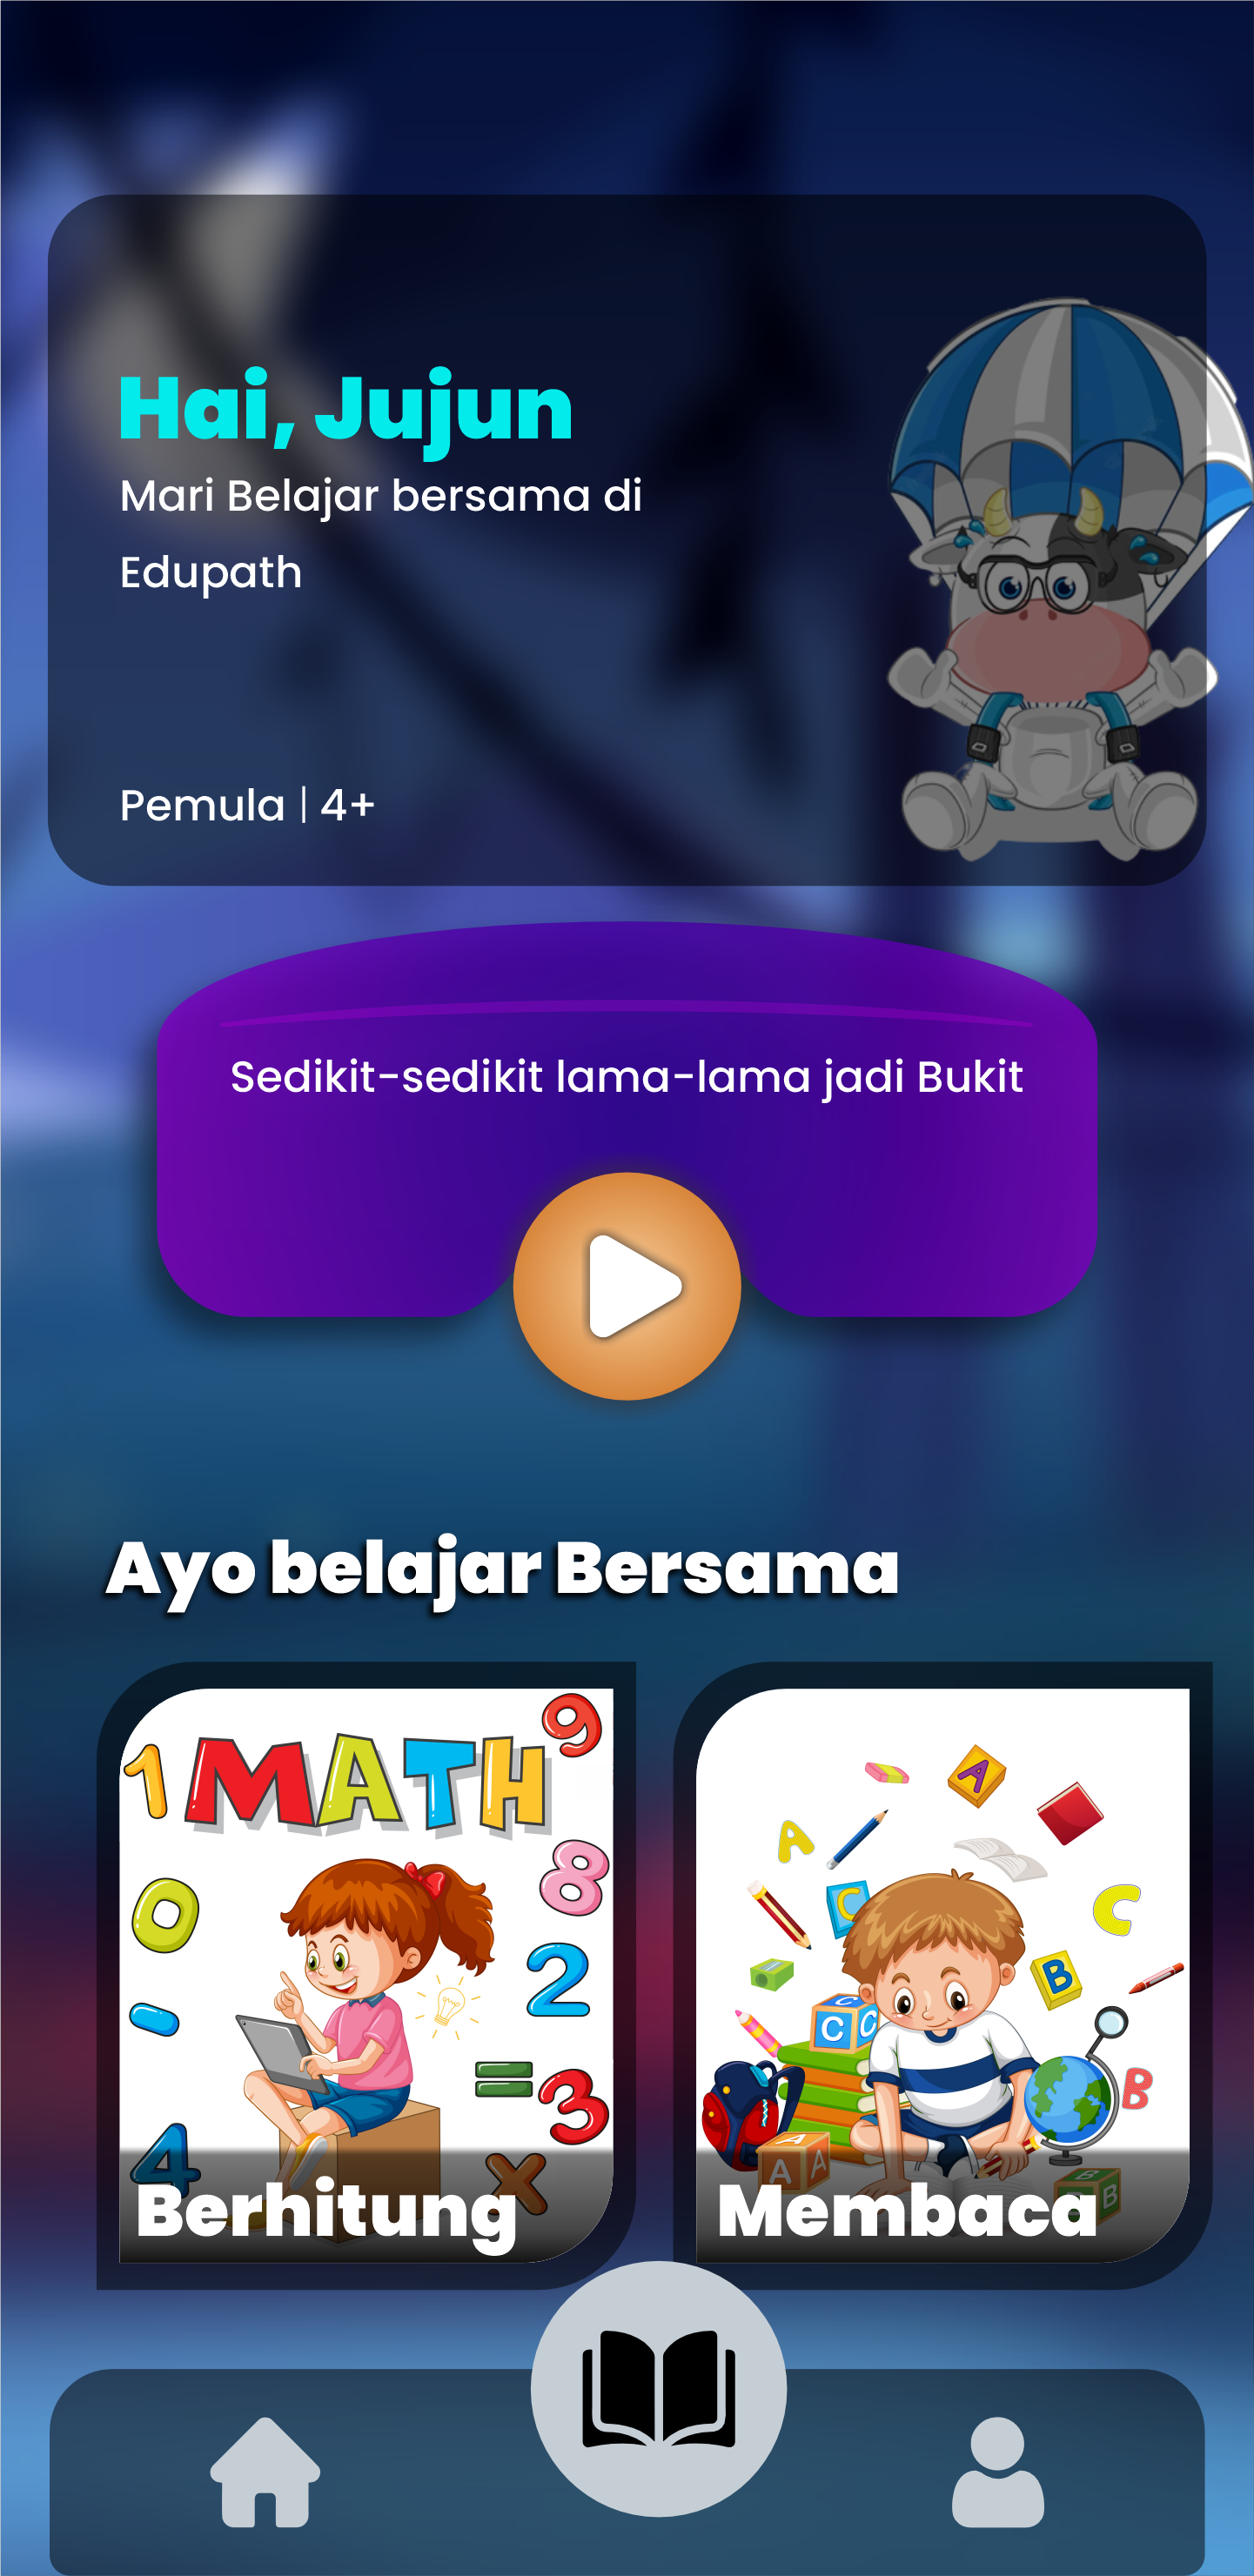 Hai, Jujun
Mari Belajar bersama di
Edupath
Pemula | 4+
Sedikit-sedikit lama-lama jadi Bukit
Ayo belajar Bersama
1 MATH 9
0
8
2
-
= 3
4
x
Berhitung
A
A
C
C
C C
B
B
A A
B B
Membaca